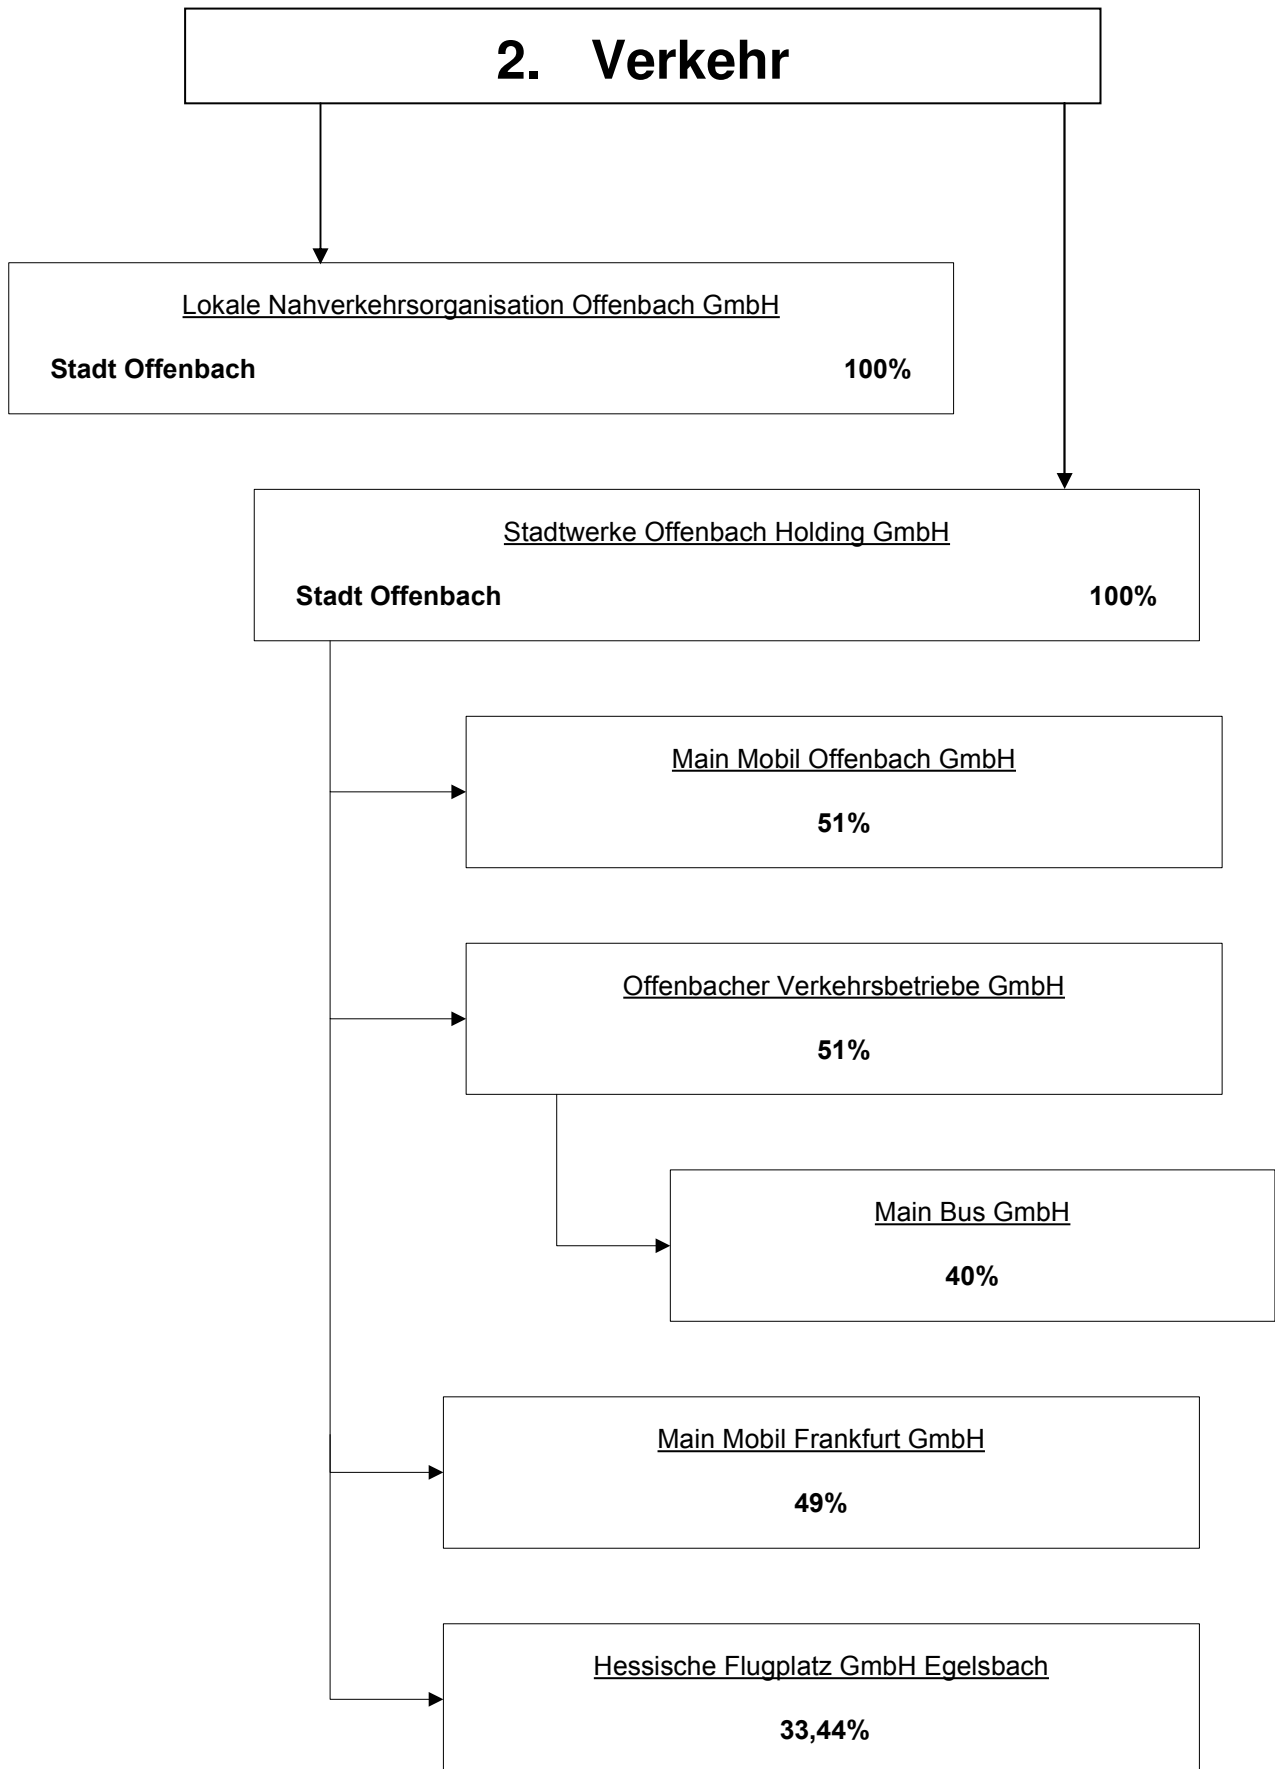 2. Verkehr
Lokale Nahverkehrsorganisation Offenbach GmbH
Stadt Offenbach 100%
Stadtwerke Offenbach Holding GmbH
Stadt Offenbach 100%
Main Mobil Offenbach GmbH
51%
Offenbacher Verkehrsbetriebe GmbH
51%
Main Bus GmbH
40%
Main Mobil Frankfurt GmbH
49%
Hessische Flugplatz GmbH Egelsbach
33,44%